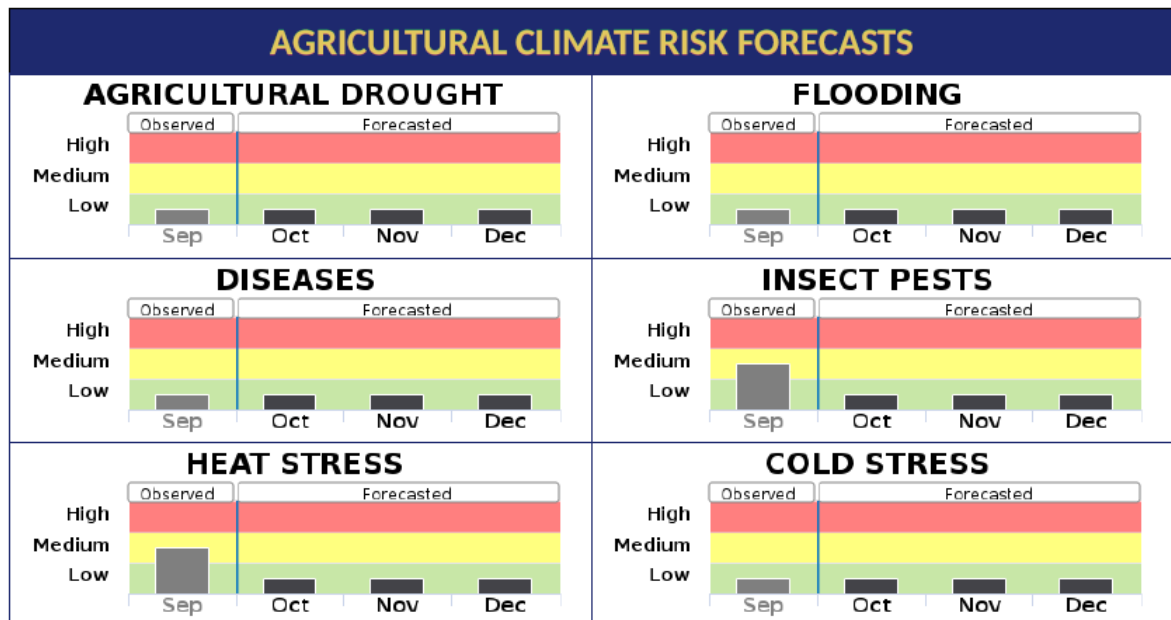 AGRICULTURAL CLIMATE RISK FORECASTS
AGRICULTURAL DROUGHT
Observed Forecasted
High
Medium
Low
Sep Oct Nov Dec
FLOODING
Observed Forecasted
High
Medium
Low
Sep Oct Nov Dec
DISEASES
Observed Forecasted
High
Medium
Low
Sep Oct Nov Dec
INSECT PESTS
Observed Forecasted
High
Medium
Low
Sep Oct Nov Dec
HEAT STRESS
Observed Forecasted
High
Medium
Low
Sep Oct Nov Dec
COLD STRESS
Observed Forecasted
High
Medium
Low
Sep Oct Nov Dec